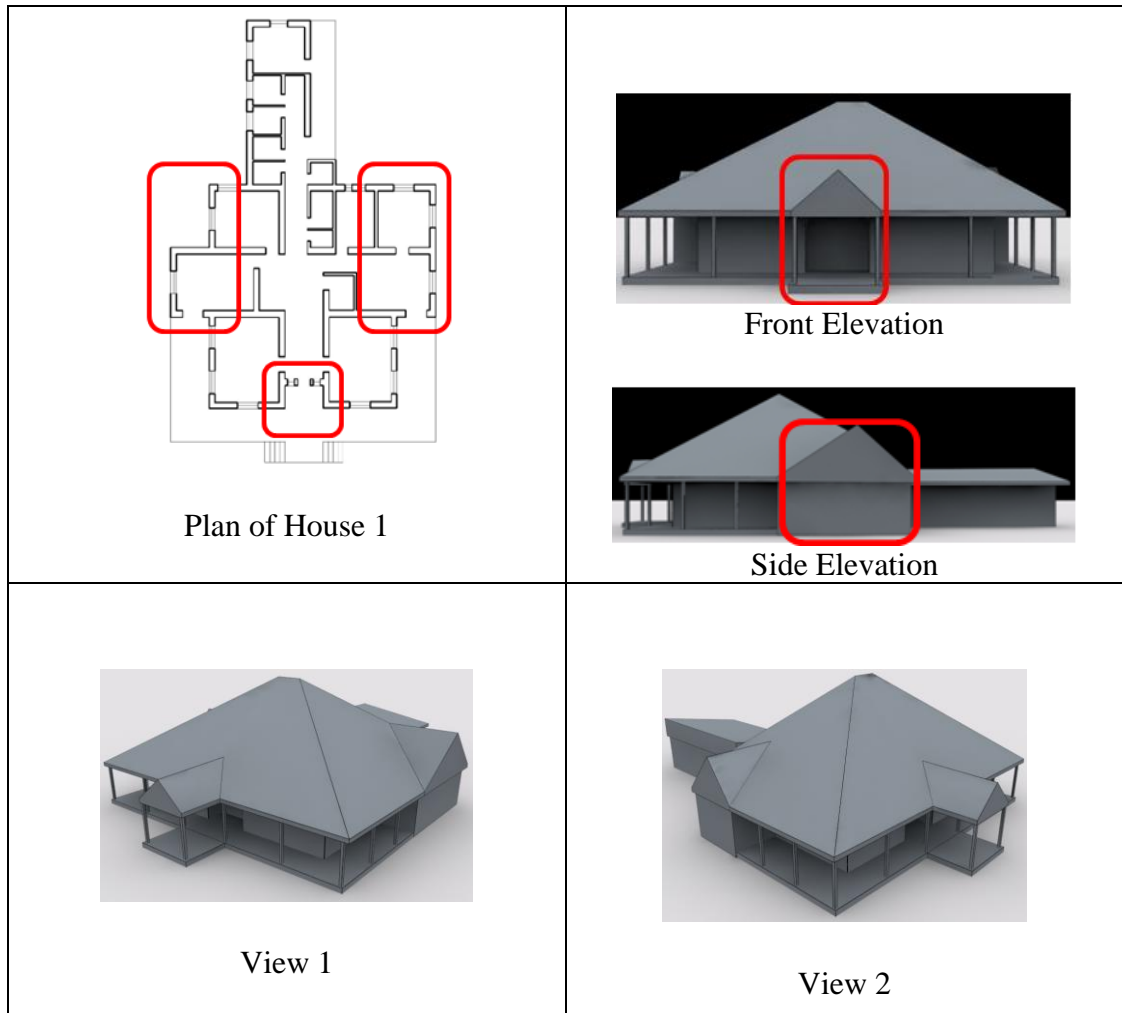 Plan of House 1
Front Elevation
Side Elevation
View 1
View 2